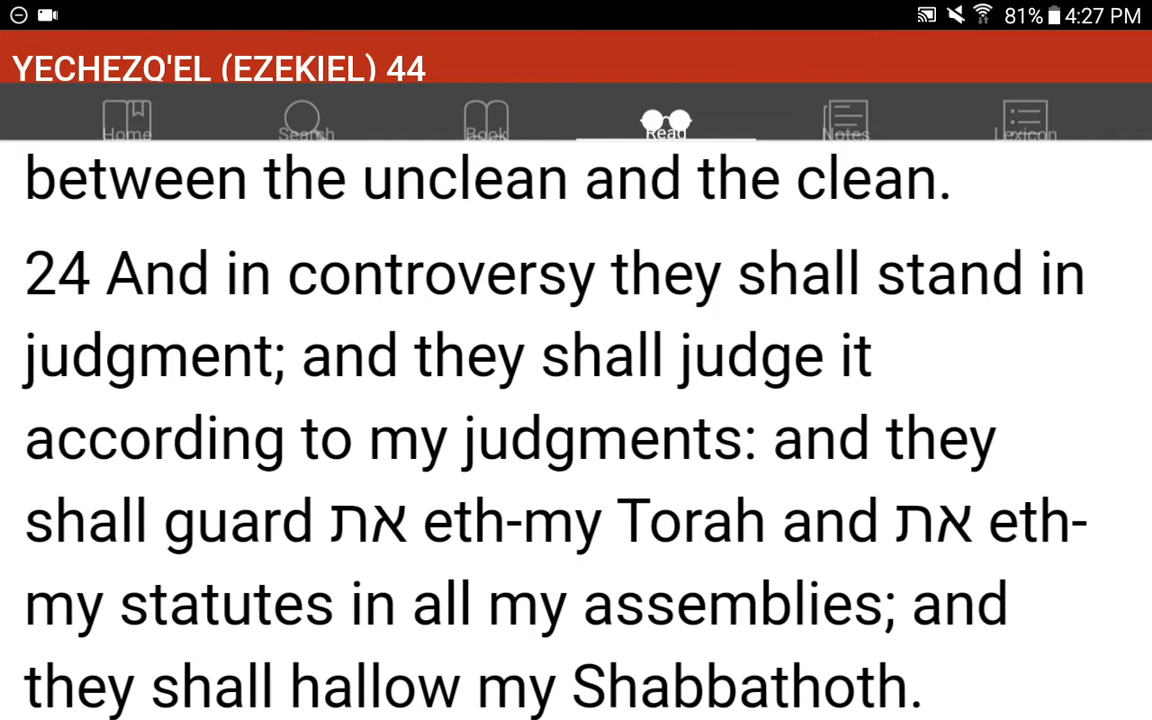 81% 4:27 PM
YECHEZQ'EL (EZEKIEL) 44
Home Search Book Read Notes Lexicon
between the unclean and the clean.
24 And in controversy they shall stand in
judgment; and they shall judge it
according to my judgments: and they
shall guard את eth-my Torah and את eth-
my statutes in all my assemblies; and
they shall hallow my Shabbathoth.